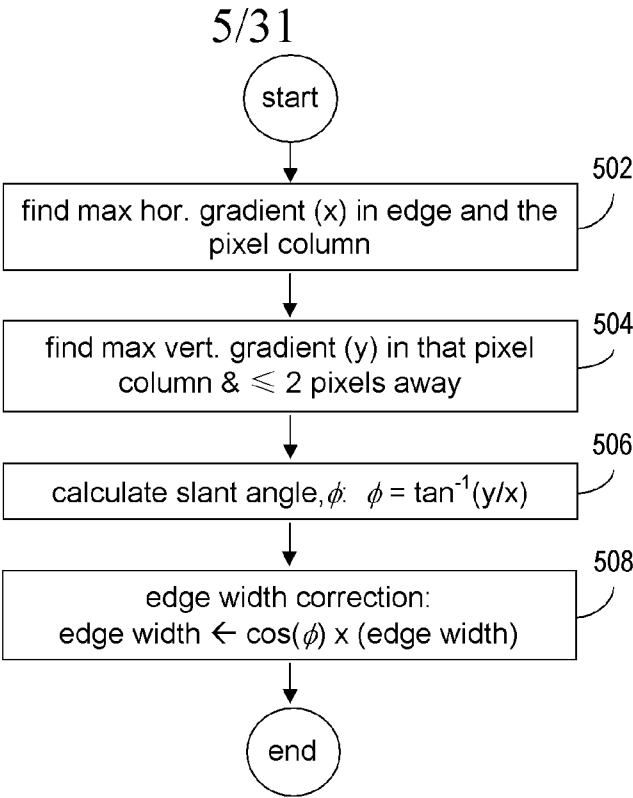 5/31
start
502
find max hor. gradient (x) in edge and the
pixel column
504
find max vert. gradient (y) in that pixel
column & ⩽ 2 pixels away
506
calculate slant angle,ϕ: ϕ = tan⁻¹(y/x)
508
edge width correction:
edge width ← cos(ϕ) x (edge width)
end